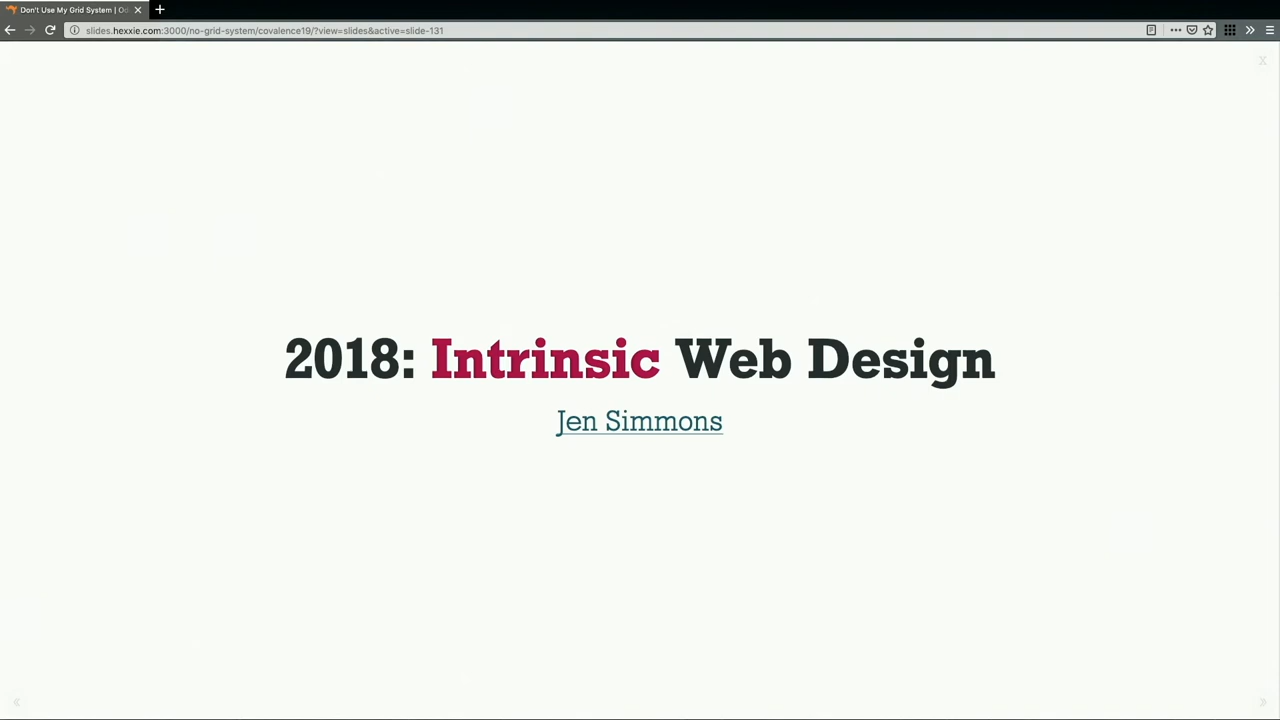 Don't Use My Grid System | Od
slides.hexxie.com:3000/no-grid-system/covalence19/?view=slides&active=slide-131
X
2018: Intrinsic Web Design
Jen Simmons
« »